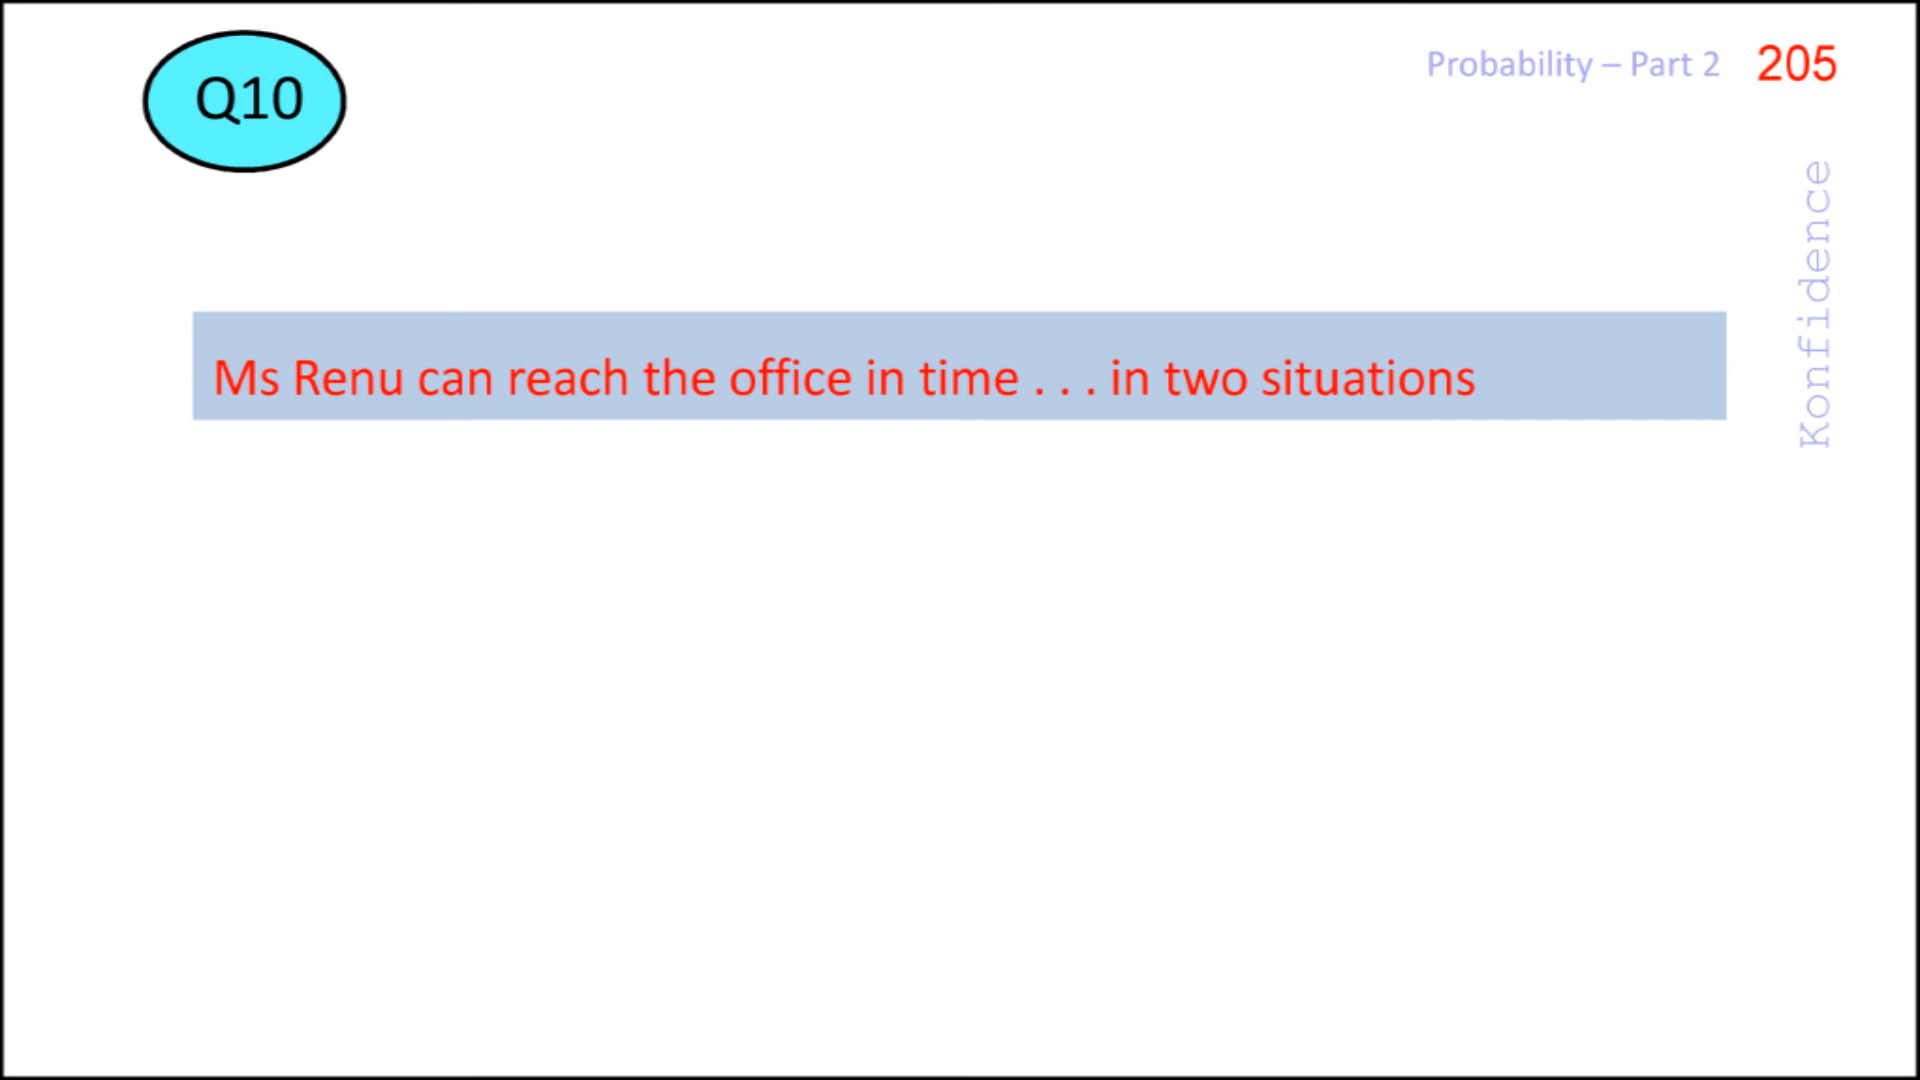 Q10
Probability – Part 2
205
Konfidence
Ms Renu can reach the office in time . . . in two situations